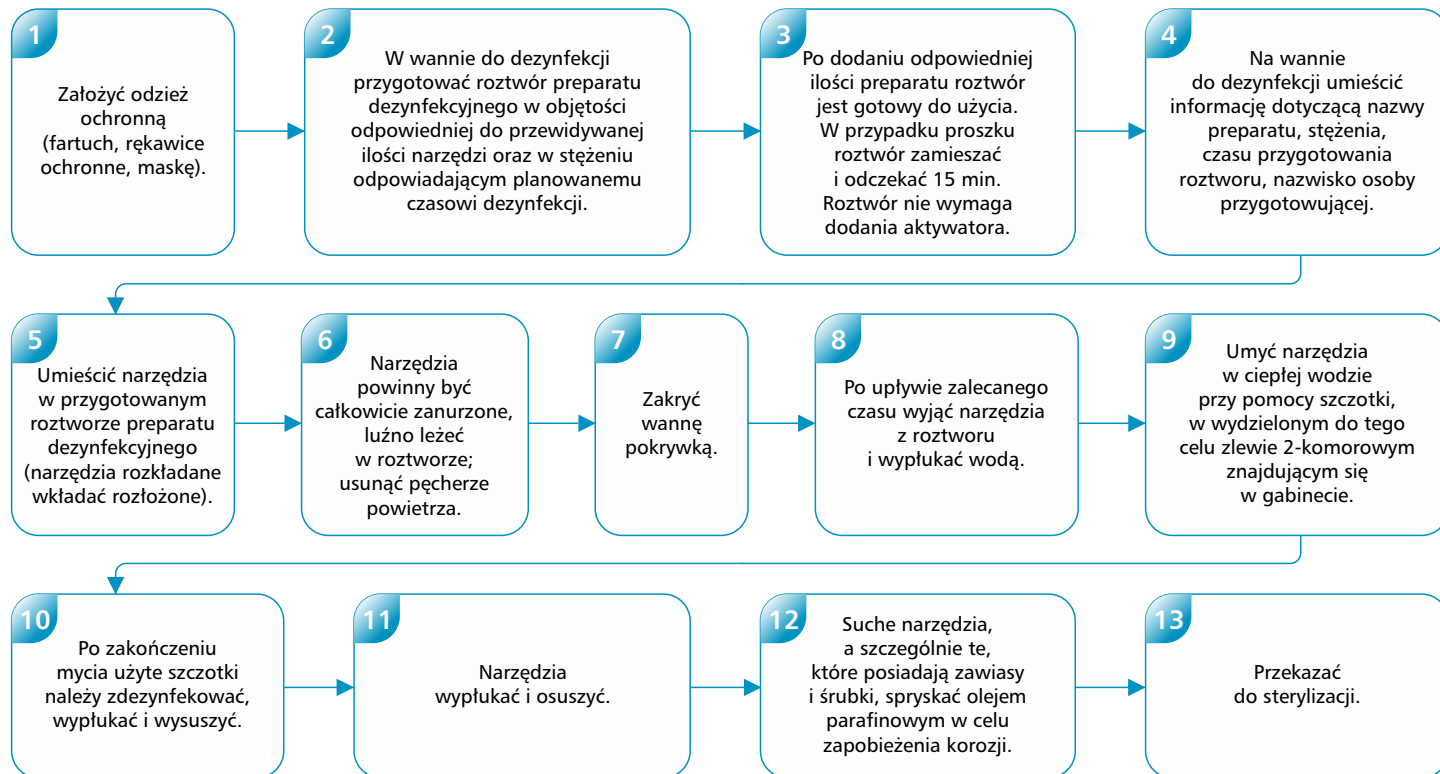 1
Założyć odzież
ochronną
(fartuch, rękawice
ochronne, maskę).
2
W wannie do dezynfekcji
przygotować roztwór preparatu
dezynfekcyjnego w objętości
odpowiedniej do przewidywanej
ilości narzędzi oraz w stężeniu
odpowiadającym planowanemu
czasowi dezynfekcji.
3
Po dodaniu odpowiedniej
ilości preparatu roztwór
jest gotowy do użycia.
W przypadku proszku
roztwór zamieszać
i odczekać 15 min.
Roztwór nie wymaga
dodania aktywatora.
4
Na wannie
do dezynfekcji umieścić
informację dotyczącą nazwy
preparatu, stężenia,
czasu przygotowania
roztworu, nazwisko osoby
przygotowującej.
5
Umieścić narzędzia
w przygotowanym
roztworze preparatu
dezynfekcyjnego
(narzędzia rozkładane
wkładać rozłożone).
6
Narzędzia
powinny być
całkowicie zanurzone,
luźno leżeć
w roztworze;
usunąć pęcherze
powietrza.
7
Zakryć
wannę
pokrywką.
8
Po upływie zalecanego
czasu wyjąć narzędzia
z roztworu
i wypłukać wodą.
9
Umyć narzędzia
w ciepłej wodzie
przy pomocy szczotki,
w wydzielonym do tego
celu zlewie 2-komorowym
znajdującym się
w gabinecie.
10
Po zakończeniu
mycia użyte szczotki
należy zdezynfekować,
wypłukać i wysuszyć.
11
Narzędzia
wypłukać i osuszyć.
12
Suche narzędzia,
a szczególnie te,
które posiadają zawiasy
i śrubki, spryskać olejem
parafinowym w celu
zapobieżenia korozji.
13
Przekazać
do sterylizacji.